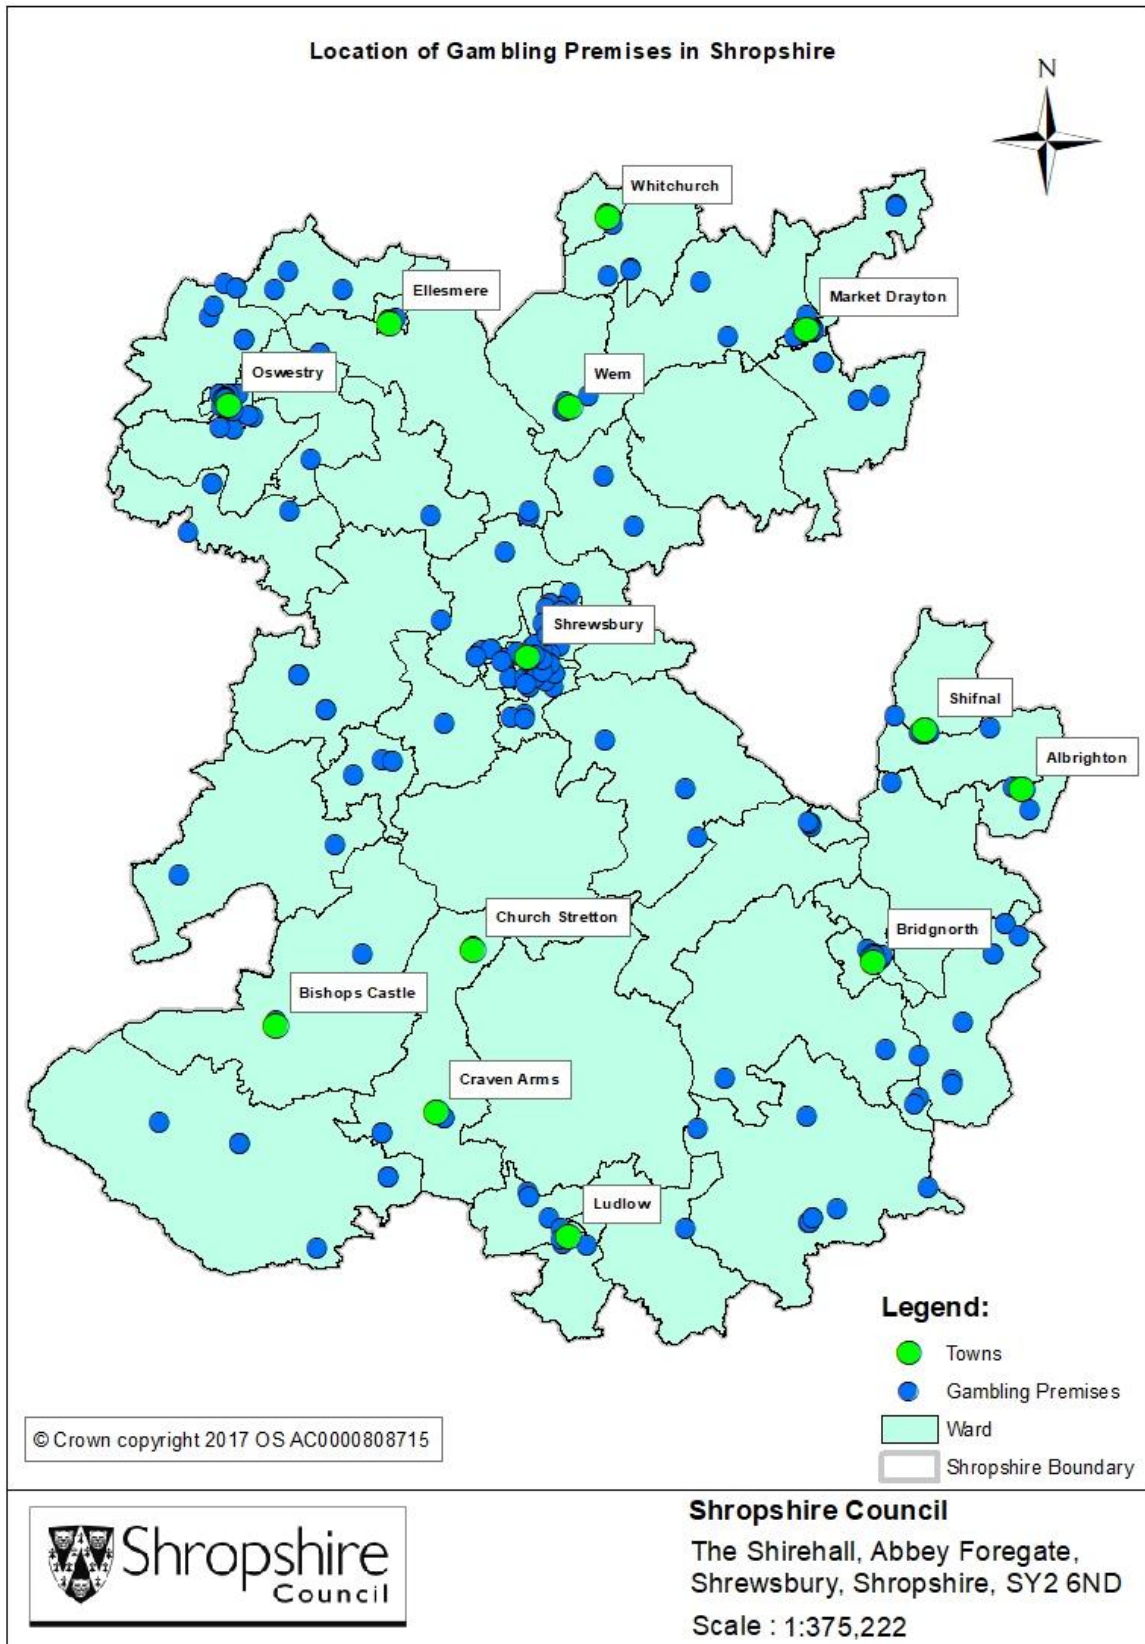 Location of Gambling Premises in Shropshire
N
Whitchurch
Ellesmere
Market Drayton
Oswestry
Wem
Shrewsbury
Shifnal
Albrighton
Church Stretton
Bridgnorth
Bishops Castle
Craven Arms
Ludlow
Legend:
Towns
Gambling Premises
Ward
Shropshire Boundary
© Crown copyright 2017 OS AC0000808715
Shropshire
Council
Shropshire Council
The Shirehall, Abbey Foregate,
Shrewsbury, Shropshire, SY2 6ND
Scale : 1:375,222